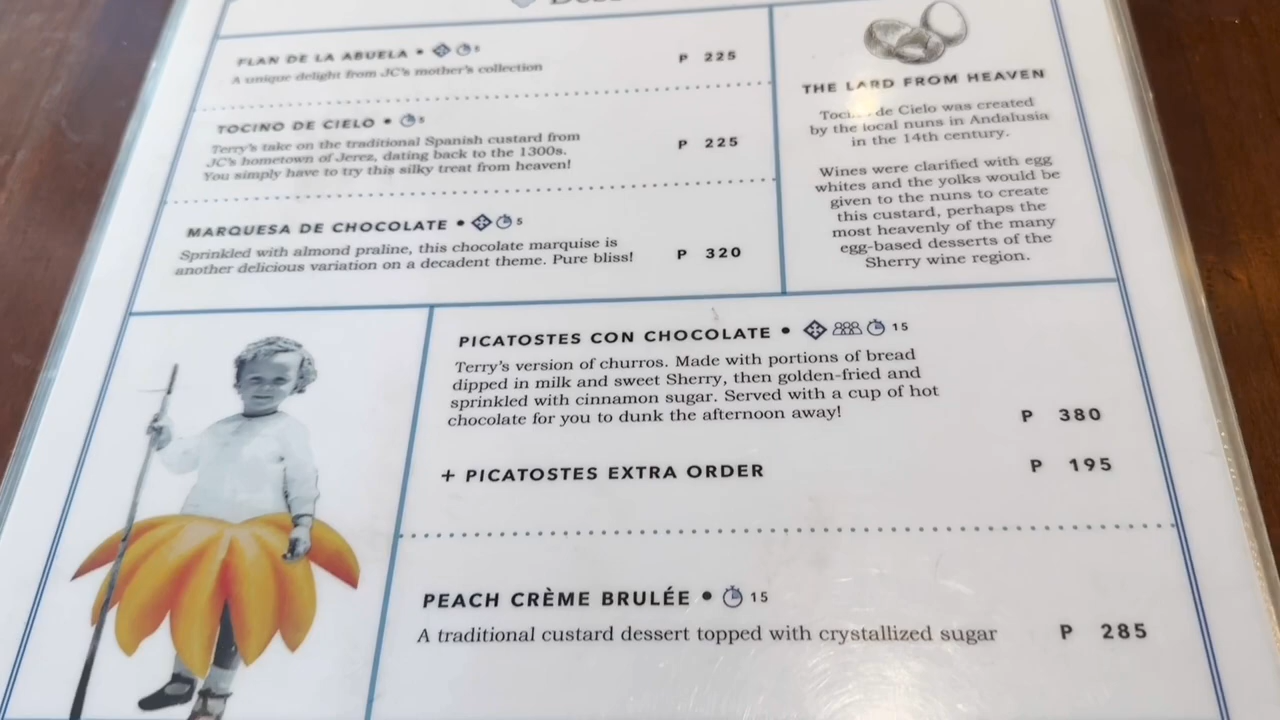 FLAN DE LA ABUELA • 5
A unique delight from JC's mother's collection
P 225
TOCINO DE CIELO • 5
Terry's take on the traditional Spanish custard from
JC's hometown of Jerez, dating back to the 1300s.
You simply have to try this silky treat from heaven!
P 225
MARQUESA DE CHOCOLATE • 5
Sprinkled with almond praline, this chocolate marquise is
another delicious variation on a decadent theme. Pure bliss!
P 320
THE LARD FROM HEAVEN
de Cielo was created
by the local nuns in Andalusia
in the 14th century.
Wines were clarified with egg
whites and the yolks would be
given to the nuns to create
this custard, perhaps the
most heavenly of the many
egg-based desserts of the
Sherry wine region.
PICATOSTES CON CHOCOLATE • 15
Terry's version of churros. Made with portions of bread
dipped in milk and sweet Sherry, then golden-fried and
sprinkled with cinnamon sugar. Served with a cup of hot
chocolate for you to dunk the afternoon away!
P 380
+ PICATOSTES EXTRA ORDER
P 195
PEACH CRÈME BRULÉE • 15
A traditional custard dessert topped with crystallized sugar
P 285